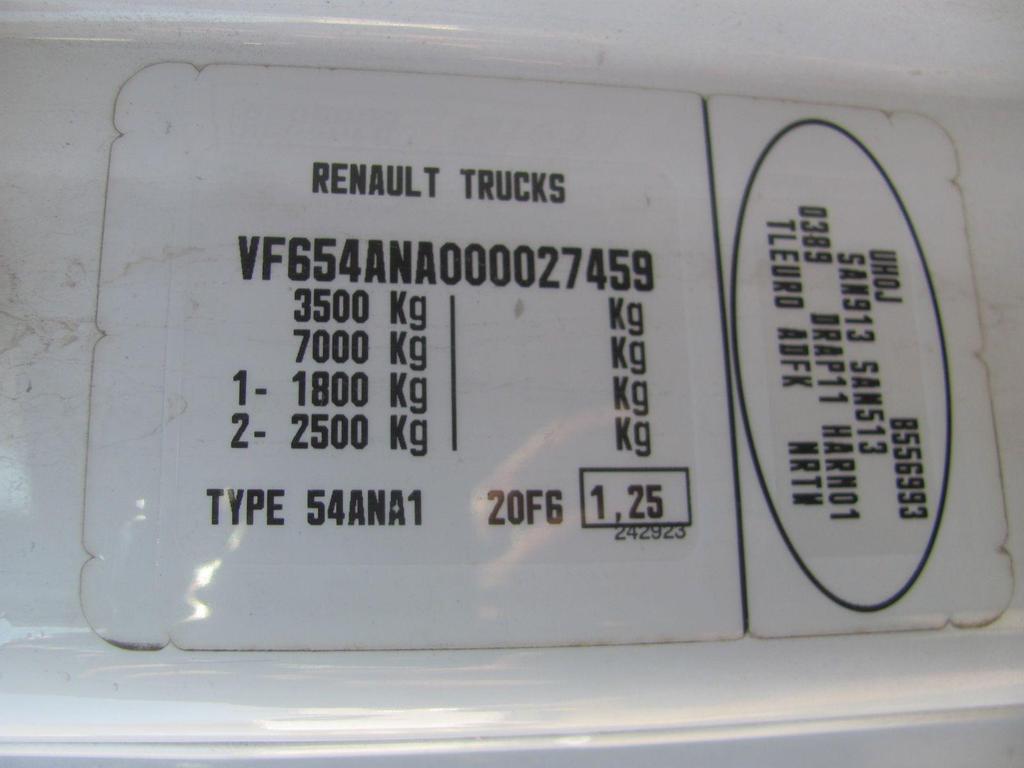 RENAULT TRUCKS
VF654ANA000027459
3500 Kg Kg
7000 Kg Kg
1- 1800 Kg Kg
2- 2500 Kg Kg
TYPE 54ANA1 20F6 1,25
242923
UHOJ B556993
SAN913 SAN513
0389 DRAP11 HARN01
TLEURO ADFK NRTW